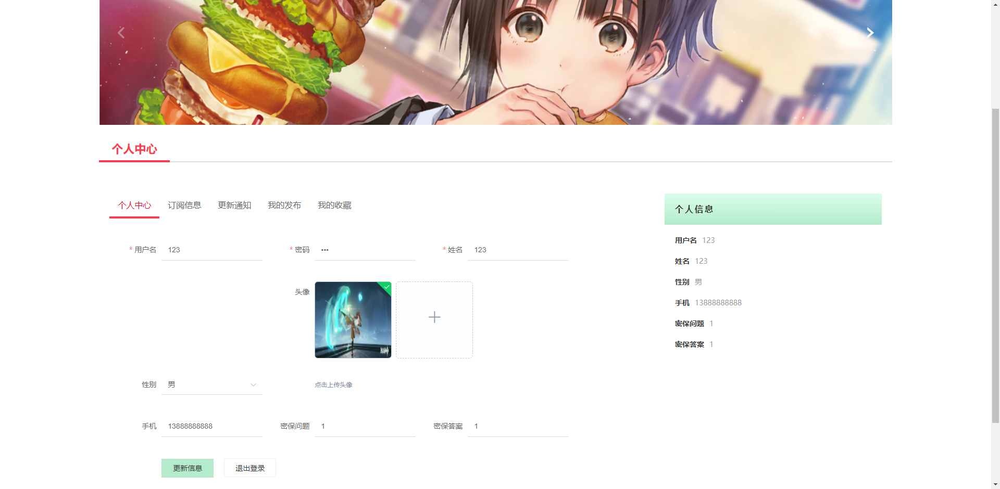 个人中心
个人中心 订阅信息 更新通知 我的发布 我的收藏
* 用户名 123 * 密码 ••• * 姓名 123
头像
性别 男 点击上传头像
手机 13888888888 密保问题 1 密保答案 1
更新信息 退出登录
个人信息
用户名 123
姓名 123
性别 男
手机 13888888888
密保问题 1
密保答案 1